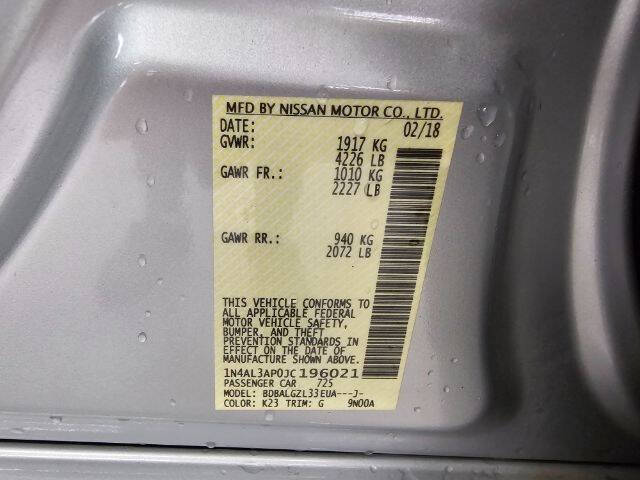 MFD BY NISSAN MOTOR CO., LTD.
DATE: 02/18
GVWR: 1917 KG
4226 LB
GAWR FR.: 1010 KG
2227 LB
GAWR RR.: 940 KG
2072 LB
THIS VEHICLE CONFORMS TO
ALL APPLICABLE FEDERAL
MOTOR VEHICLE SAFETY,
BUMPER, AND THEFT
PREVENTION STANDARDS IN
EFFECT ON THE DATE OF
MANUFACTURE SHOWN ABOVE.
1N4AL3AP0JC196021
PASSENGER CAR 725
MODEL: BDBALGZL33EUA---J-
COLOR: K23 TRIM: G 9N00A